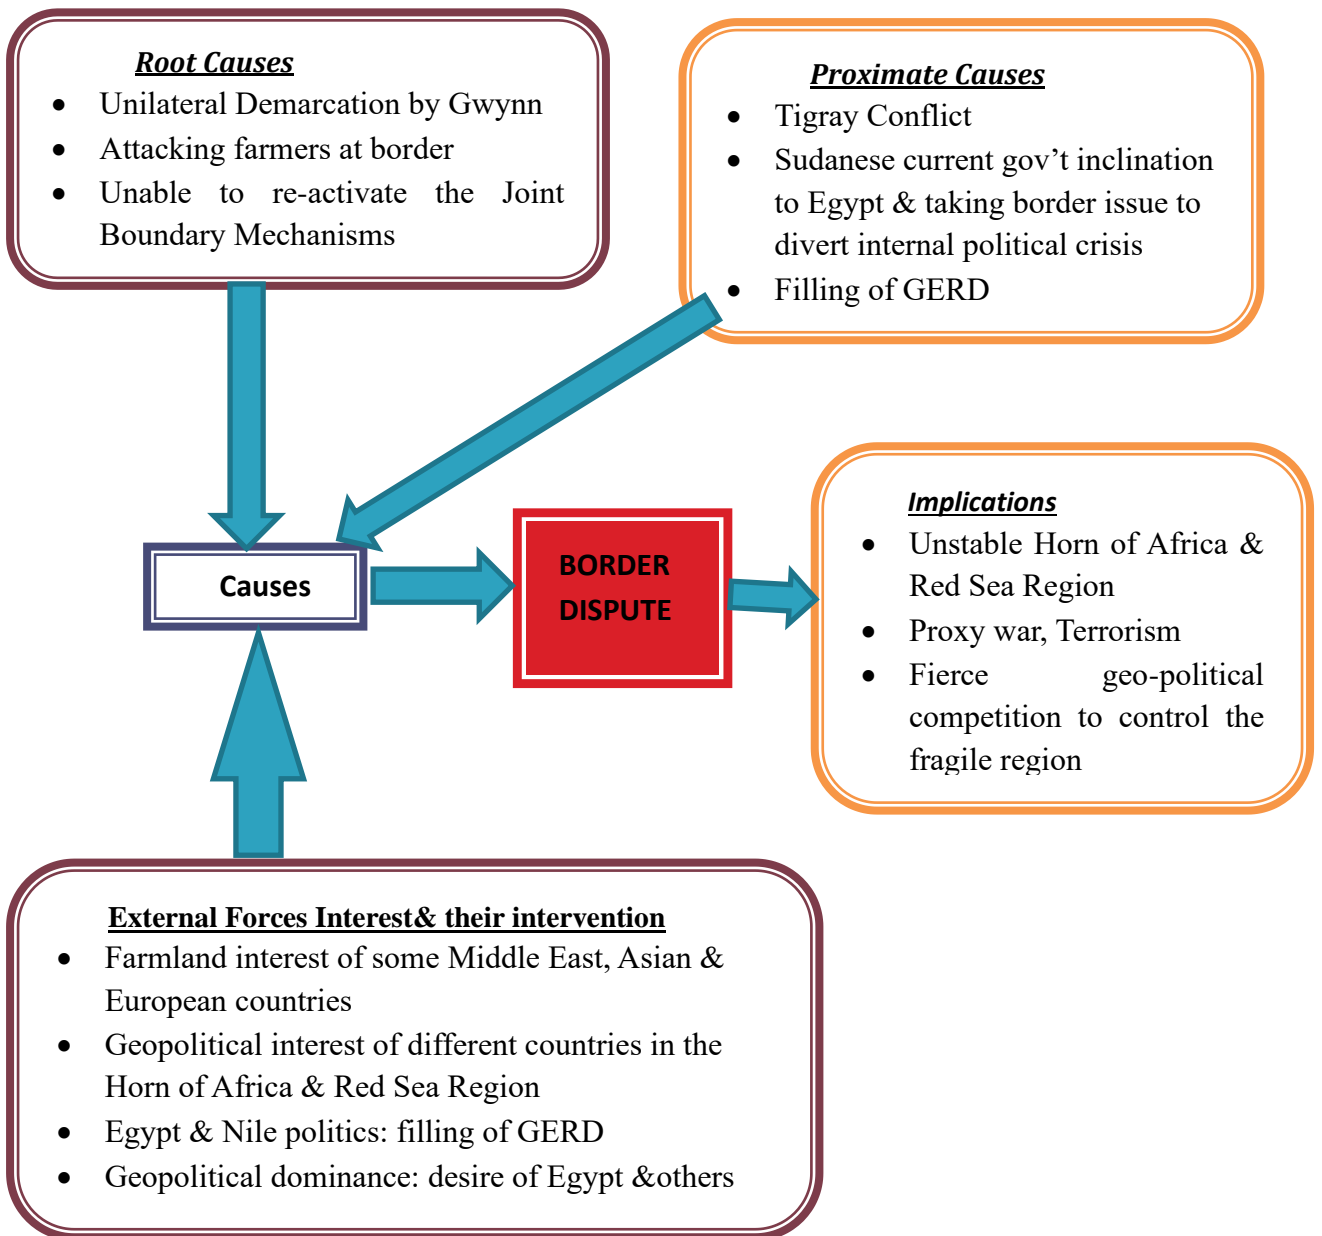 Root Causes
• Unilateral Demarcation by Gwynn
• Attacking farmers at border
• Unable to re-activate the Joint
Boundary Mechanisms
Proximate Causes
• Tigray Conflict
• Sudanese current gov’t inclination
to Egypt & taking border issue to
divert internal political crisis
• Filling of GERD
Causes
BORDER
DISPUTE
Implications
• Unstable Horn of Africa &
Red Sea Region
• Proxy war, Terrorism
• Fierce geo-political
competition to control the
fragile region
External Forces Interest& their intervention
• Farmland interest of some Middle East, Asian &
European countries
• Geopolitical interest of different countries in the
Horn of Africa & Red Sea Region
• Egypt & Nile politics: filling of GERD
• Geopolitical dominance: desire of Egypt &others